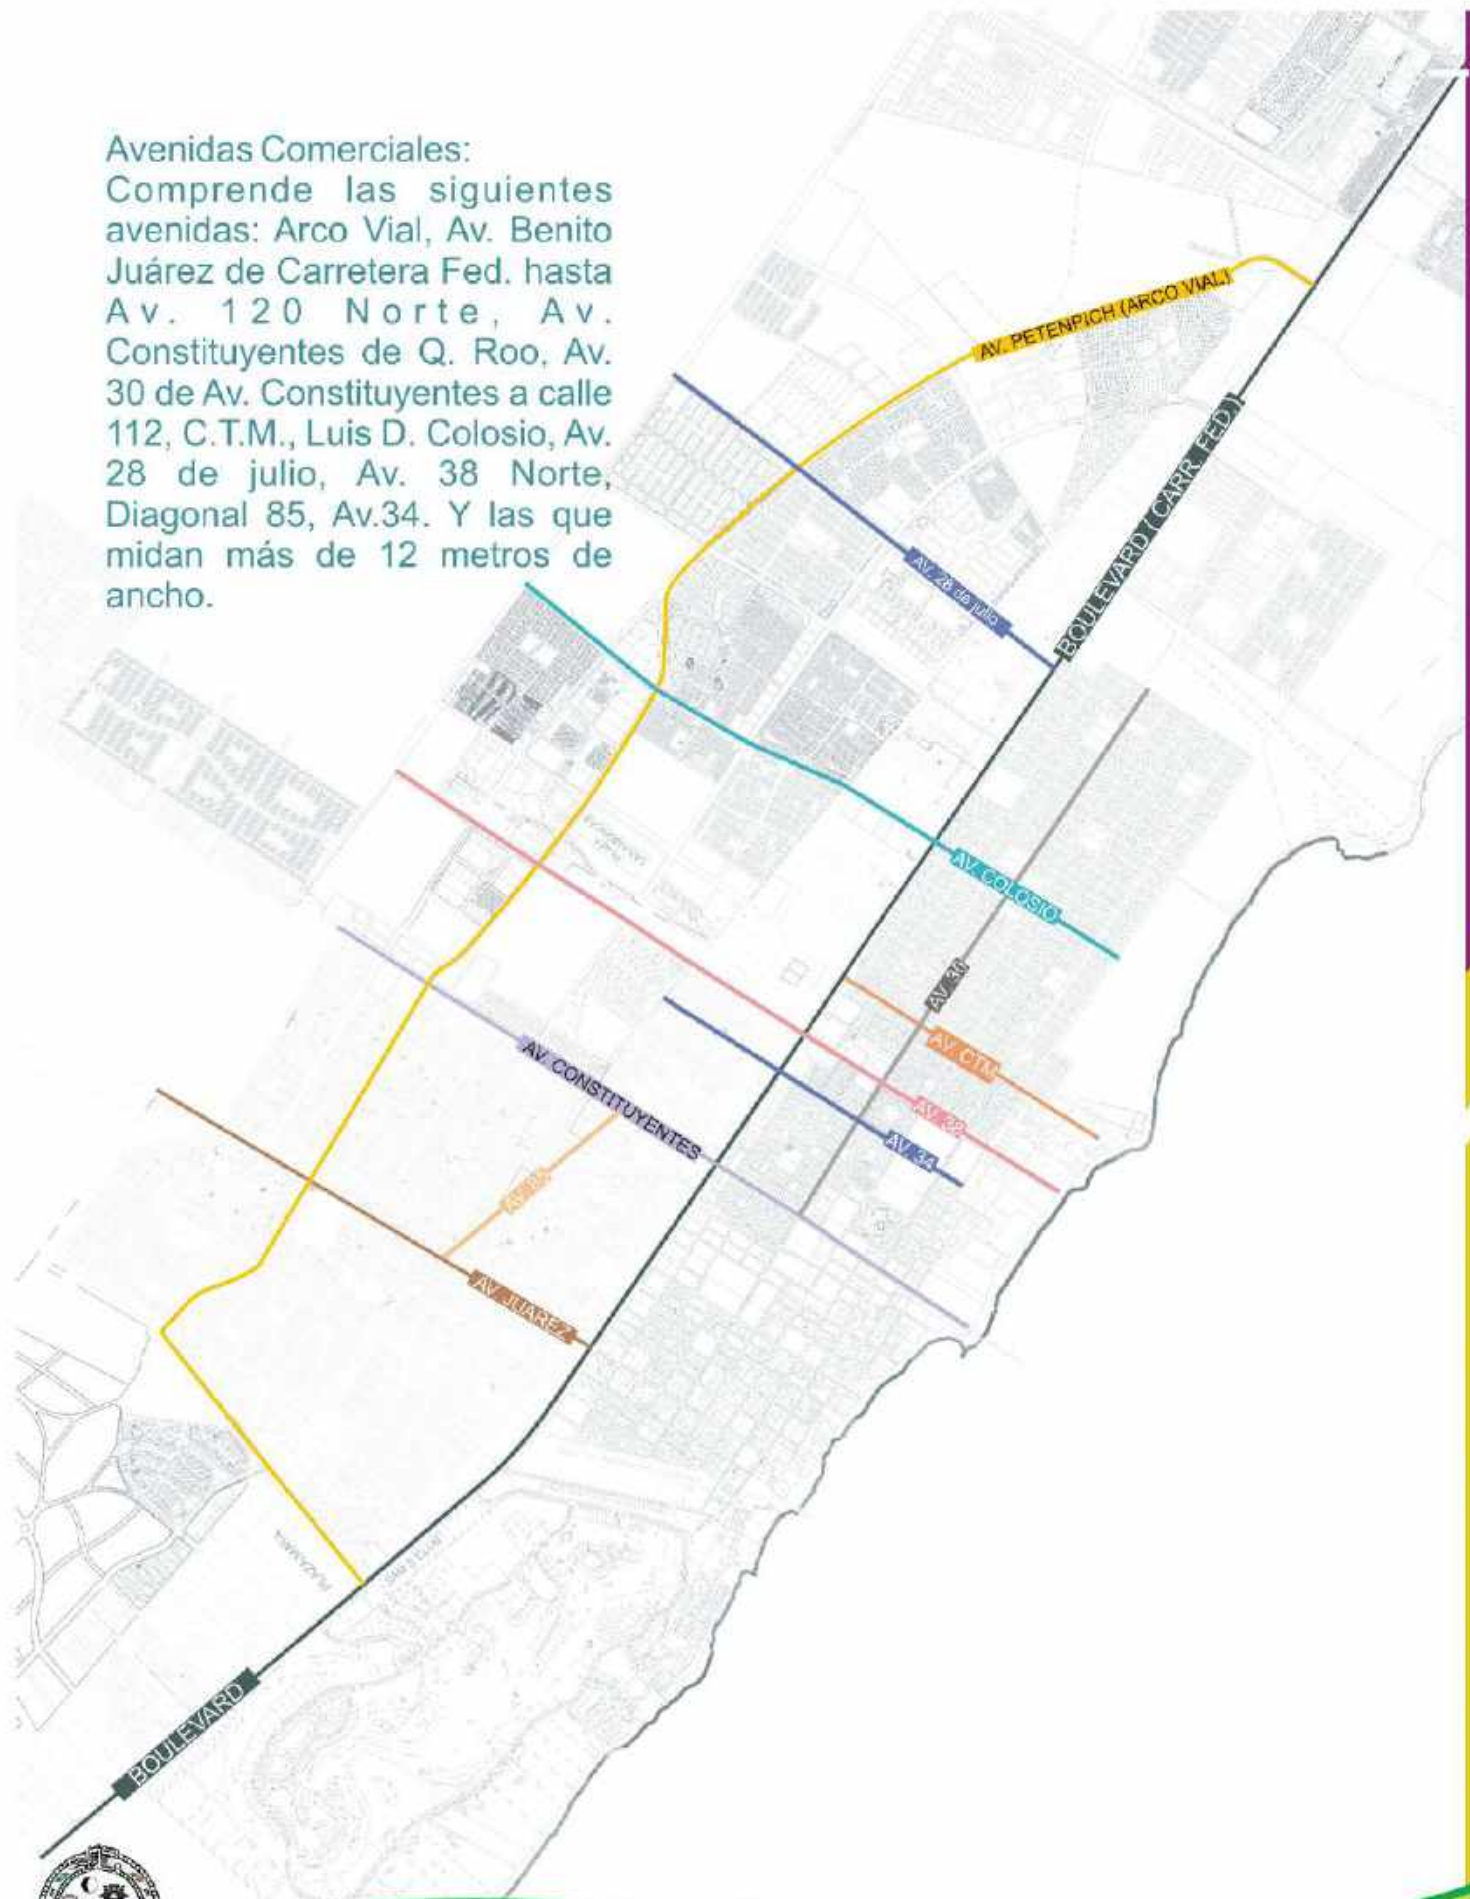 Avenidas Comerciales:
Comprende las siguientes
avenidas: Arco Vial, Av. Benito
Juárez de Carretera Fed. hasta
Av. 120 Norte, Av.
Constituyentes de Q. Roo, Av.
30 de Av. Constituyentes a calle
112, C.T.M., Luis D. Colosio, Av.
28 de julio, Av. 38 Norte,
Diagonal 85, Av.34. Y las que
midan más de 12 metros de
ancho.
AV. PETENPICH (ARCO VIAL)
BOULEVARD ( CARR. FED.)
AV. 28 de julio
AV. COLOSIO
AV. 30
AV. CTM
AV. 38
AV. 34
AV. CONSTITUYENTES
AV. JUAREZ
PLAZA MAYA
BOULEVARD